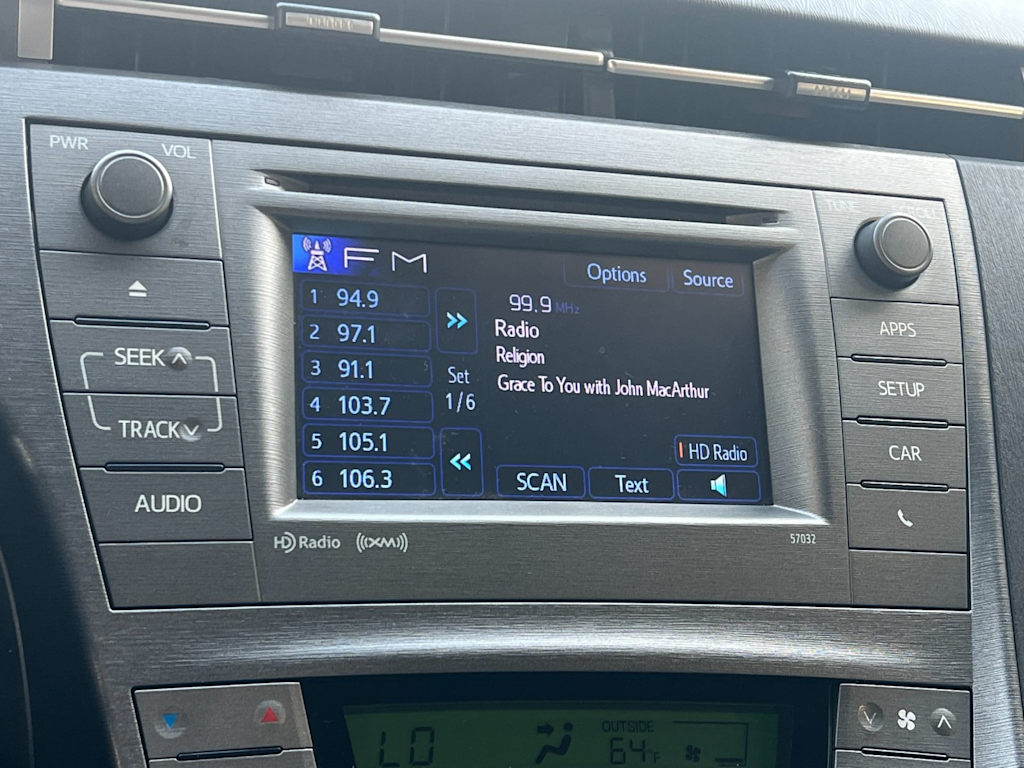 PWR
VOL
TUNE
SCROLL
FM
Options
Source
1 94.9
2 97.1
3 91.1
4 103.7
5 105.1
6 106.3
Set
1/6
99.9 MHz
Radio
Religion
Grace To You with John MacArthur
HD Radio
SCAN
Text
SEEK
TRACK
AUDIO
APPS
SETUP
CAR
HD Radio
((XM))
57032
LO
OUTSIDE
64°F